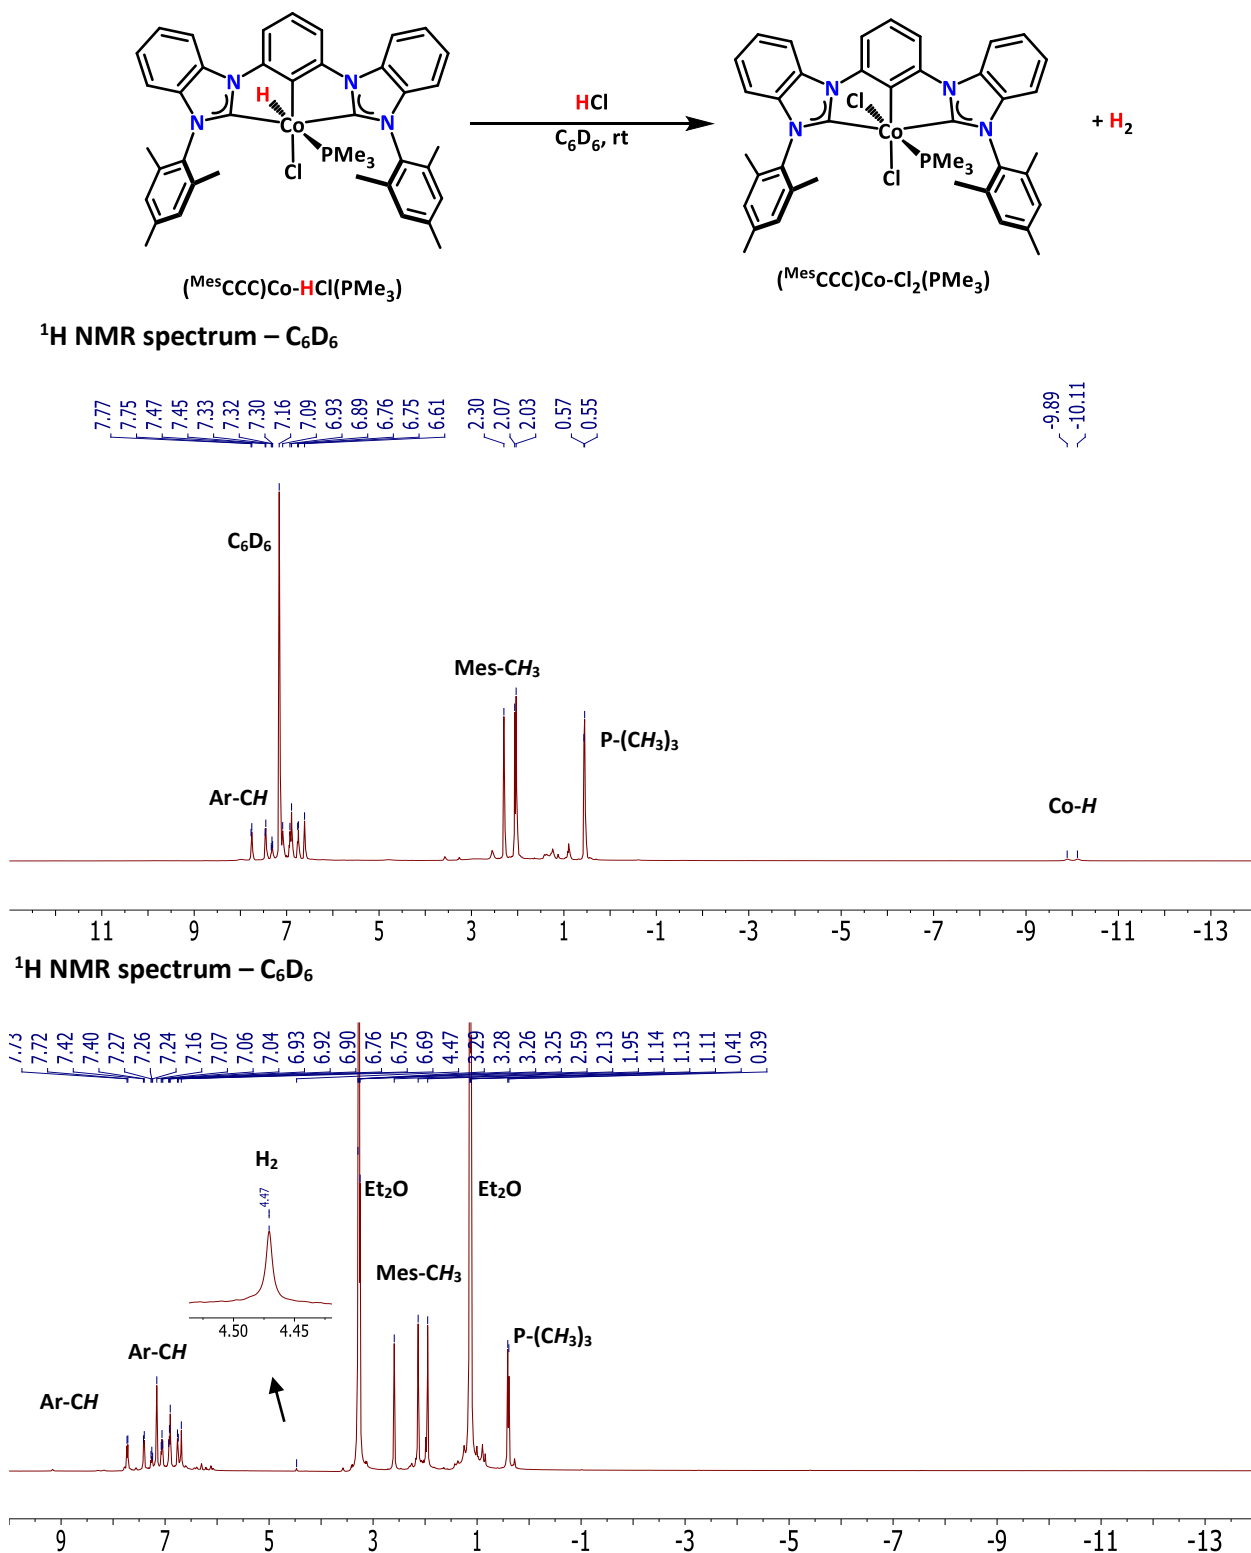 HCl
C₆D₆, rt
+ H₂
N N
N N
H
Co
PMe₃
Cl
N N
N N
Cl
Co
PMe₃
Cl
(ᴹᵉˢCCC)Co-HCl(PMe₃)
(ᴹᵉˢCCC)Co-Cl₂(PMe₃)
¹H NMR spectrum – C₆D₆
7.77 7.75 7.47 7.45 7.33 7.32 7.30 7.16 7.09 6.93 6.89 6.76 6.75 6.61 2.30 2.07 2.03 0.57 0.55 -9.89 -10.11
C₆D₆
Mes-CH₃
P-(CH₃)₃
Ar-CH
Co-H
11 9 7 5 3 1 -1 -3 -5 -7 -9 -11 -13
¹H NMR spectrum – C₆D₆
7.73 7.72 7.42 7.40 7.27 7.26 7.24 7.16 7.07 7.06 7.04 6.93 6.92 6.90 6.76 6.75 6.69 4.47 3.29 3.28 3.26 3.25 2.59 2.13 1.95 1.14 1.13 1.11 0.41 0.39
H₂
4.47
Et₂O
Et₂O
Mes-CH₃
4.50 4.45
P-(CH₃)₃
Ar-CH
Ar-CH
9 7 5 3 1 -1 -3 -5 -7 -9 -11 -13